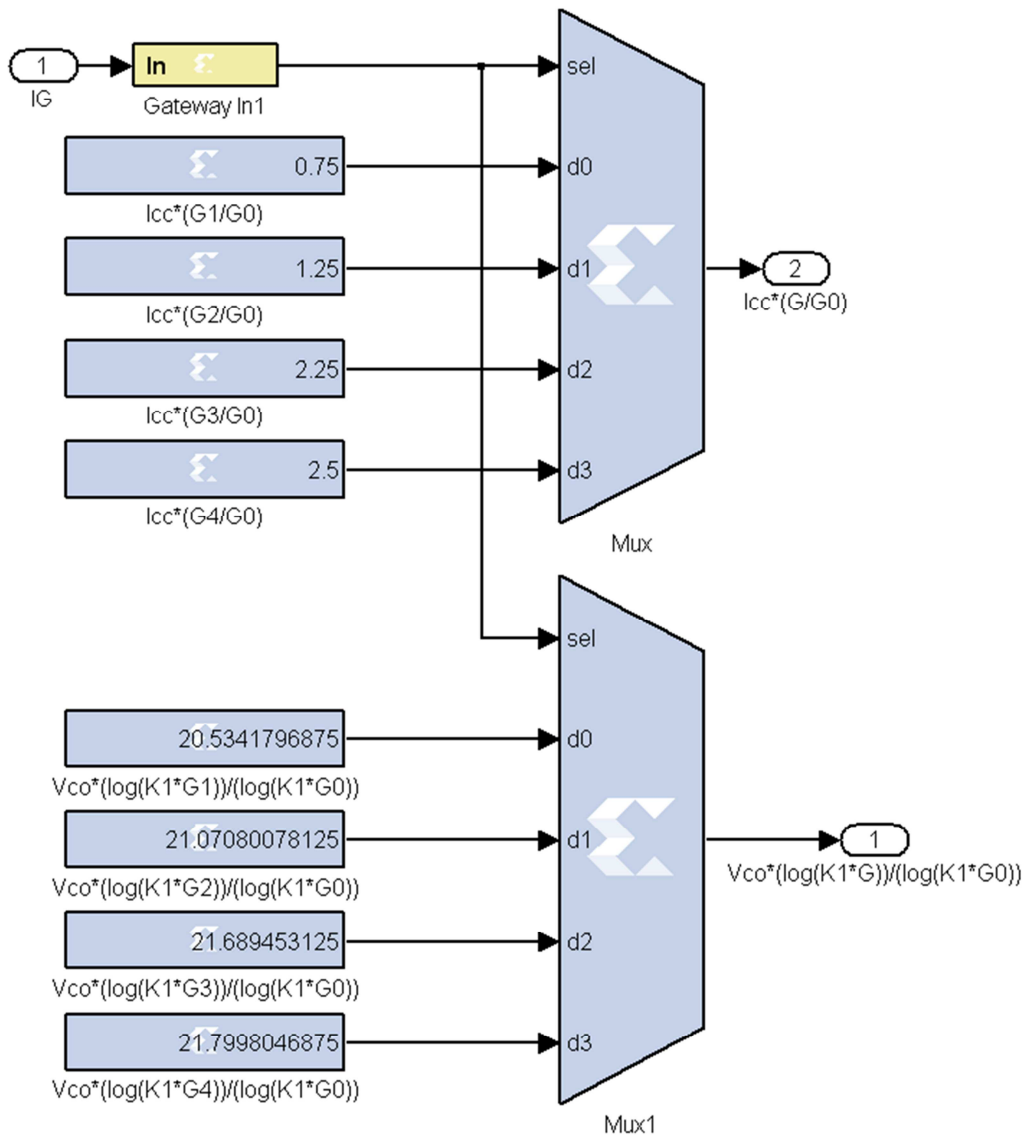 1
IG
In
Gateway In1
sel
0.75
Icc*(G1/G0)
d0
1.25
Icc*(G2/G0)
d1
2.25
Icc*(G3/G0)
d2
2.5
Icc*(G4/G0)
d3
Mux
2
Icc*(G/G0)
sel
20.5341796875
Vco*(log(K1*G1))/(log(K1*G0))
d0
21.07080078125
Vco*(log(K1*G2))/(log(K1*G0))
d1
21.689453125
Vco*(log(K1*G3))/(log(K1*G0))
d2
21.7998046875
Vco*(log(K1*G4))/(log(K1*G0))
d3
Mux1
1
Vco*(log(K1*G))/(log(K1*G0))